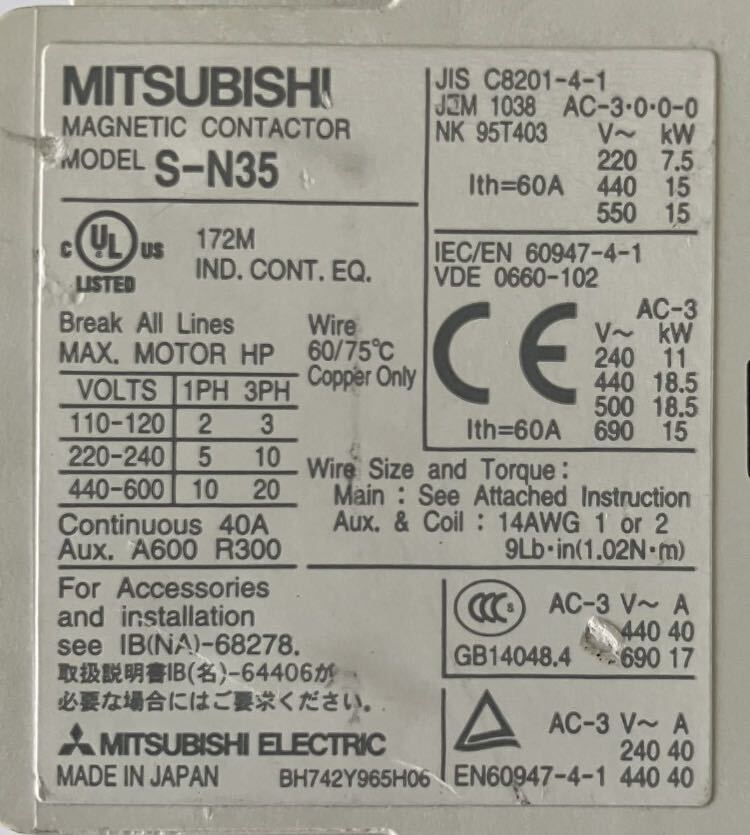 MITSUBISHI
MAGNETIC CONTACTOR
MODEL S-N35
C UL US
LISTED
172M
IND. CONT. EQ.
Break All Lines
MAX. MOTOR HP
VOLTS 1PH 3PH
110-120 2 3
220-240 5 10
440-600 10 20
Continuous 40A
Aux. A600 R300
Wire
60/75℃
Copper Only
JIS C8201-4-1
JEM 1038 AC-3·0·0-0
NK 95T403 V~ kW
220 7.5
Ith=60A 440 15
550 15
IEC/EN 60947-4-1
VDE 0660-102
CE
AC-3
V~ kW
240 11
440 18.5
500 18.5
Ith=60A 690 15
Wire Size and Torque:
Main : See Attached Instruction
Aux. & Coil : 14AWG 1 or 2
9Lb·in(1.02N·m)
For Accessories
and installation
see IB(NA)-68278.
取扱説明書IB(名)-64406が
必要な場合にはご要求ください。
MITSUBISHI ELECTRIC
MADE IN JAPAN BH742Y965H06
CCC S AC-3 V~ A
440 40
GB14048.4 690 17
AC-3 V~ A
240 40
EN60947-4-1 440 40